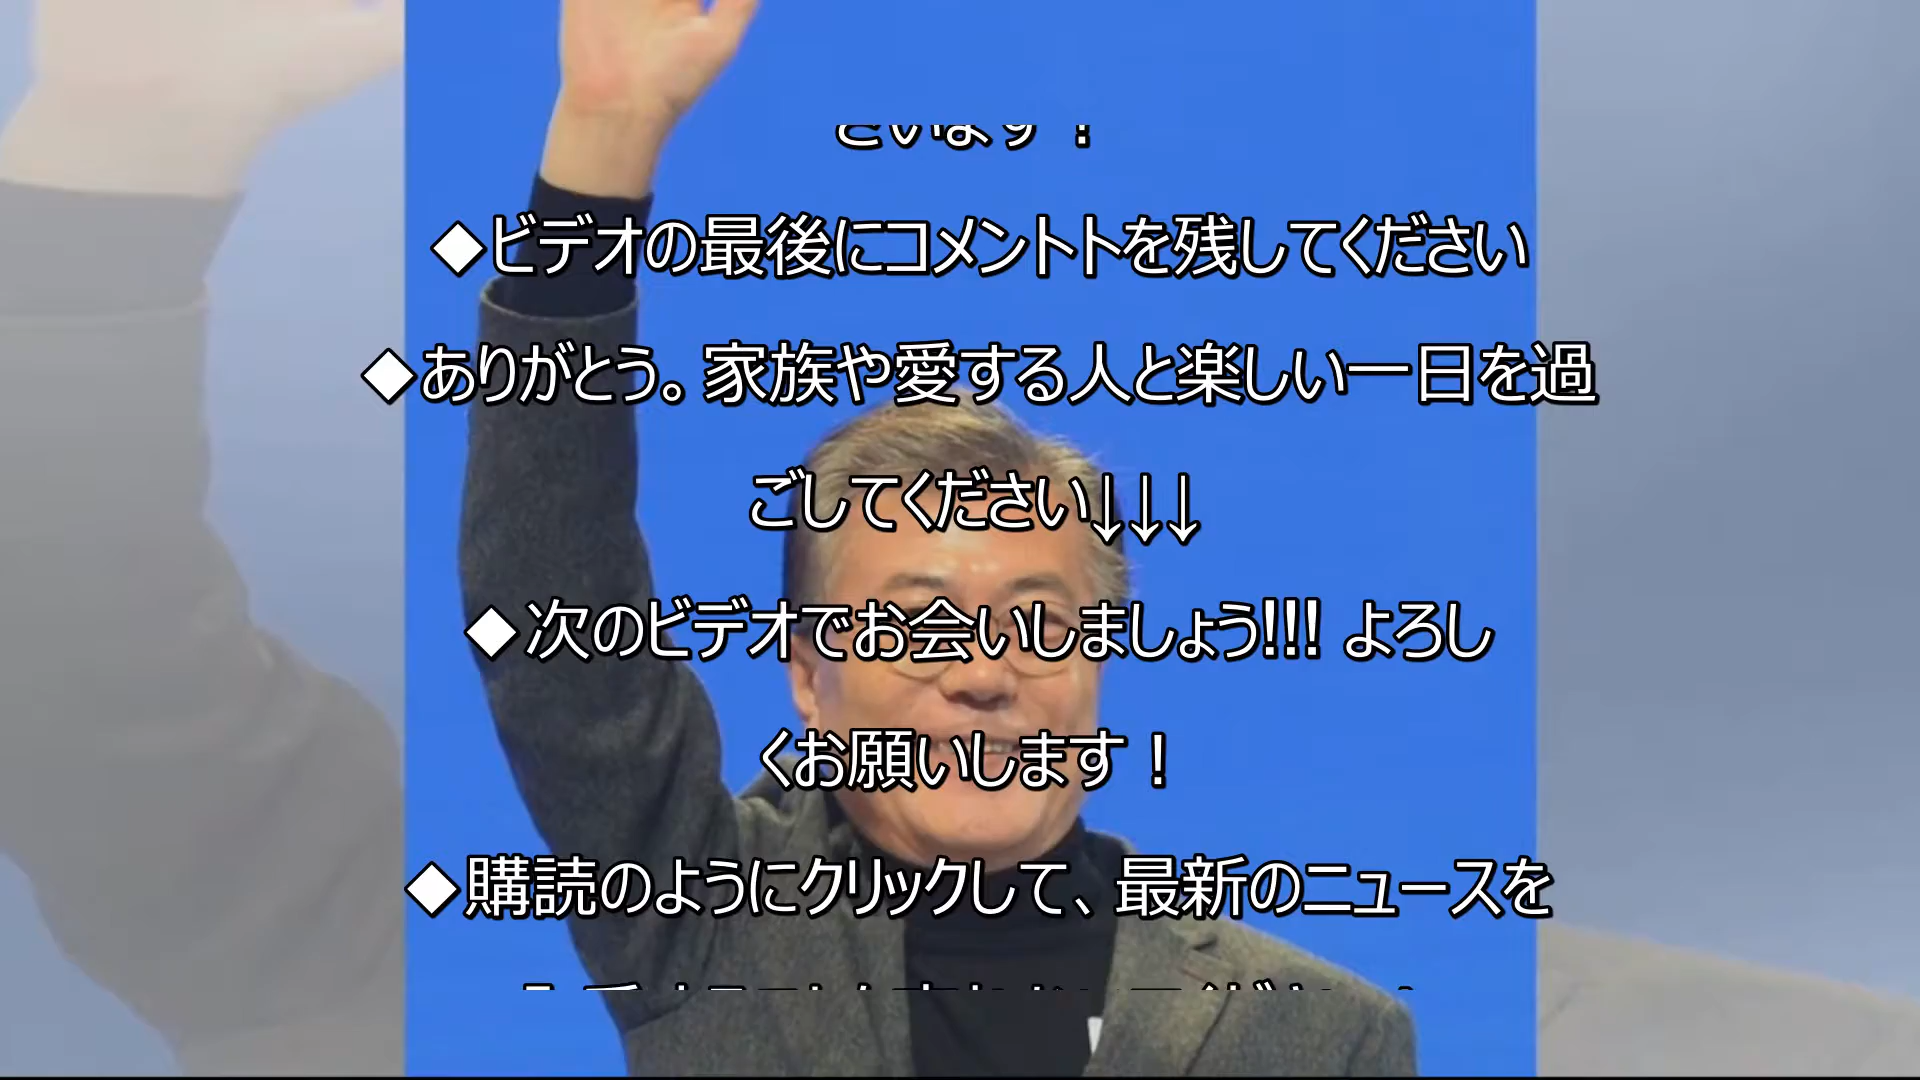 ざいます！
◆ビデオの最後にコメントトを残してください
◆ありがとう。家族や愛する人と楽しい一日を過
ごしてください↓↓↓
◆次のビデオでお会いしましょう!!! よろし
くお願いします！
◆購読のようにクリックして、最新のニュースを